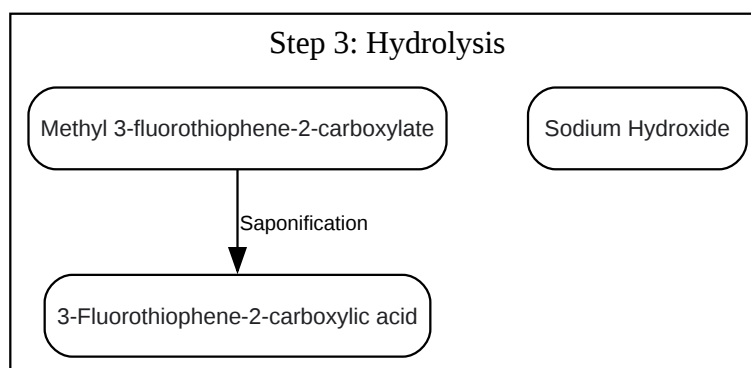 Step 3: Hydrolysis
Methyl 3-fluorothiophene-2-carboxylate
Sodium Hydroxide
Saponification
3-Fluorothiophene-2-carboxylic acid